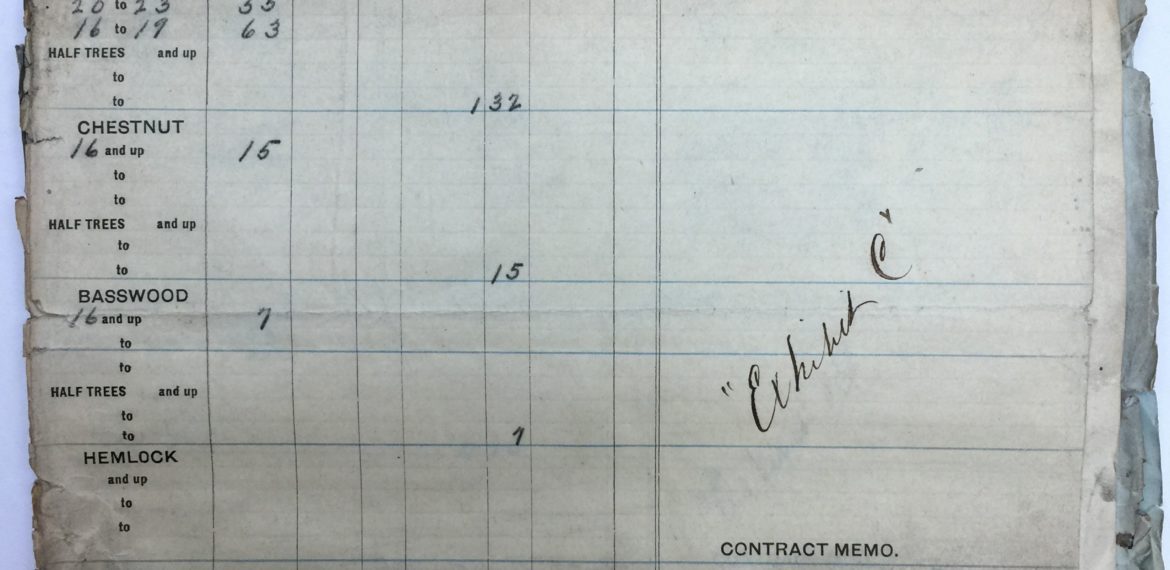 20 to 23 33
16 to 19 63
HALF TREES and up
to
to 132
CHESTNUT
16 and up 15
to
to
HALF TREES and up
to
to 15
BASSWOOD
16 and up 7
to
to
HALF TREES and up
to
to 7
HEMLOCK
and up
to
to
"Exhibit C"
CONTRACT MEMO.